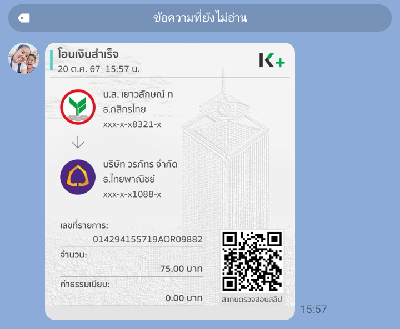 ข้อความที่ยังไม่อ่าน
โอนเงินสำเร็จ
20 ต.ค. 67 15:57 น.
K+
น.ส. เยาวลักษณ์ ท
ธ.กสิกรไทย
xxx-x-x8321-x
บริษัท วรภัทร จำกัด
ธ.ไทยพาณิชย์
xxx-x-x1088-x
เลขที่รายการ:
014294155719AOR09882
จำนวน:
75.00 บาท
ค่าธรรมเนียม:
0.00 บาท
สแกนตรวจสอบสลิป
15:57